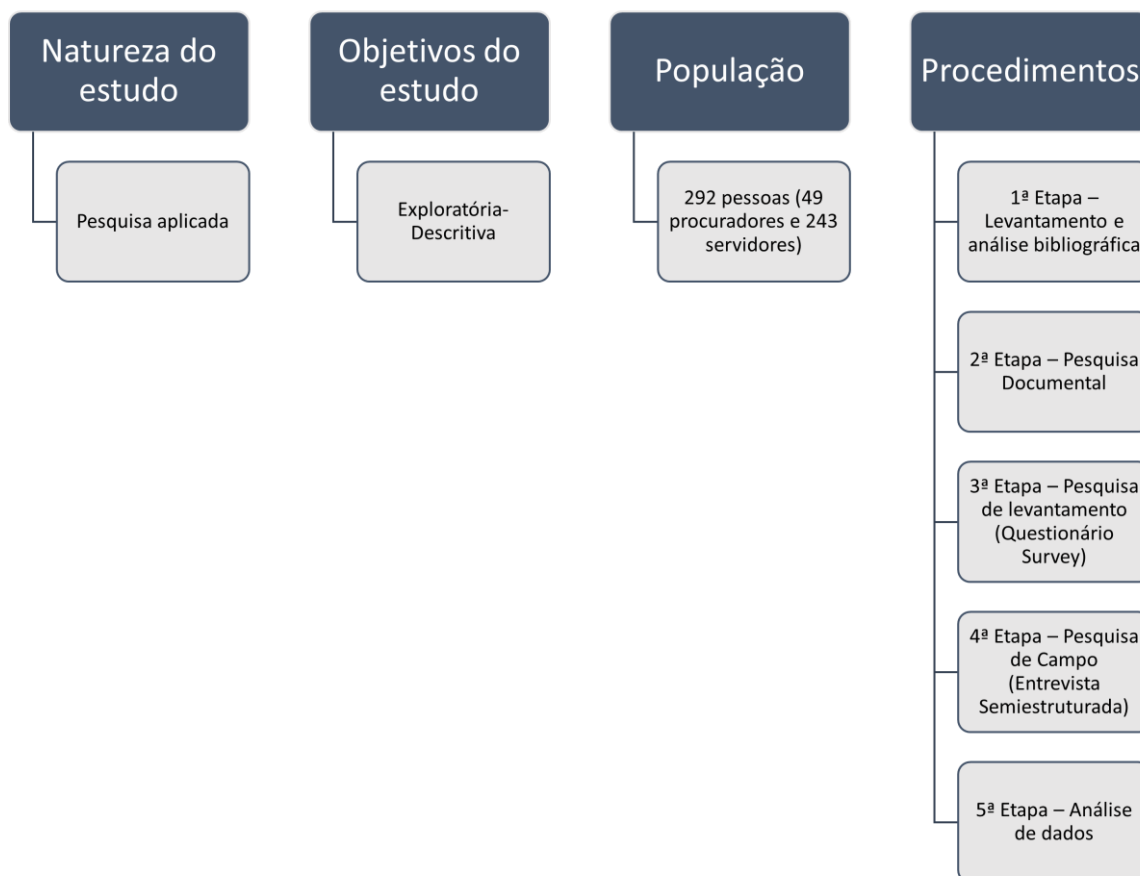 Natureza do
estudo
Pesquisa aplicada
Objetivos do
estudo
Exploratória-
Descritiva
População
292 pessoas (49
procuradores e 243
servidores)
Procedimentos
1ª Etapa –
Levantamento e
análise bibliográfica
2ª Etapa – Pesquisa
Documental
3ª Etapa – Pesquisa
de levantamento
(Questionário
Survey)
4ª Etapa – Pesquisa
de Campo
(Entrevista
Semiestruturada)
5ª Etapa – Análise
de dados